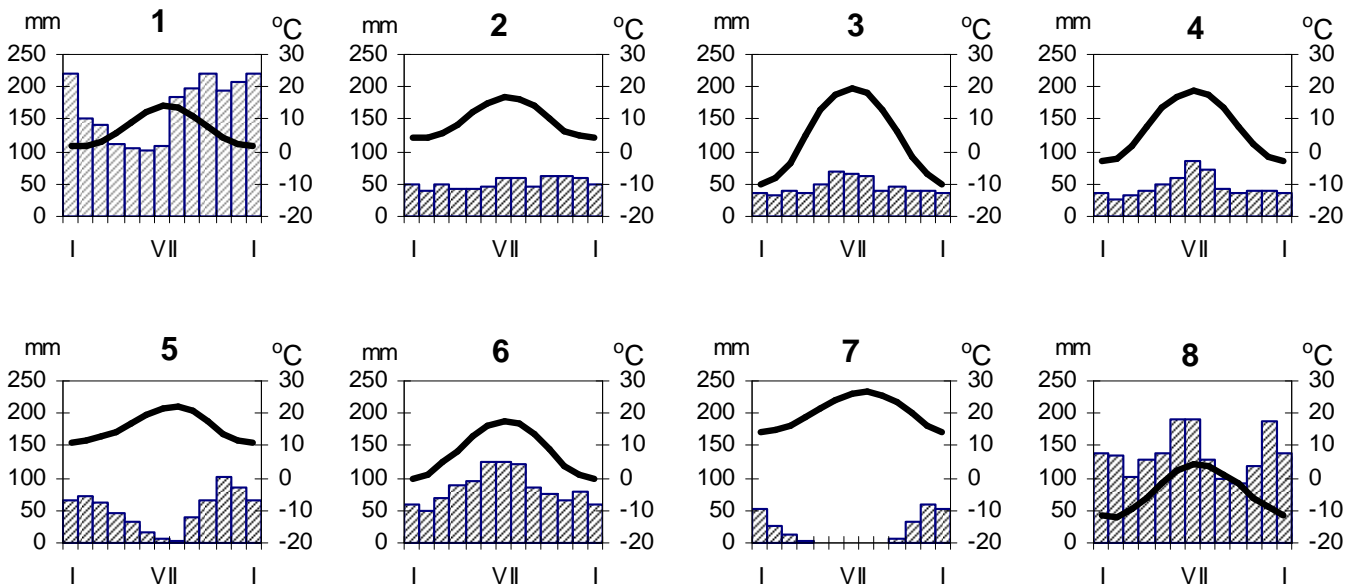 mm 1 °C mm 2 °C mm 3 °C mm 4 °C
250 30 250 30 250 30 250 30
200 20 200 20 200 20 200 20
150 10 150 10 150 10 150 10
100 0 100 0 100 0 100 0
50 -10 50 -10 50 -10 50 -10
0 -20 0 -20 0 -20 0 -20
I VII I I VII I I VII I I VII I
mm 5 °C mm 6 °C mm 7 °C mm 8 °C
250 30 250 30 250 30 250 30
200 20 200 20 200 20 200 20
150 10 150 10 150 10 150 10
100 0 100 0 100 0 100 0
50 -10 50 -10 50 -10 50 -10
0 -20 0 -20 0 -20 0 -20
I VII I I VII I I VII I I VII I